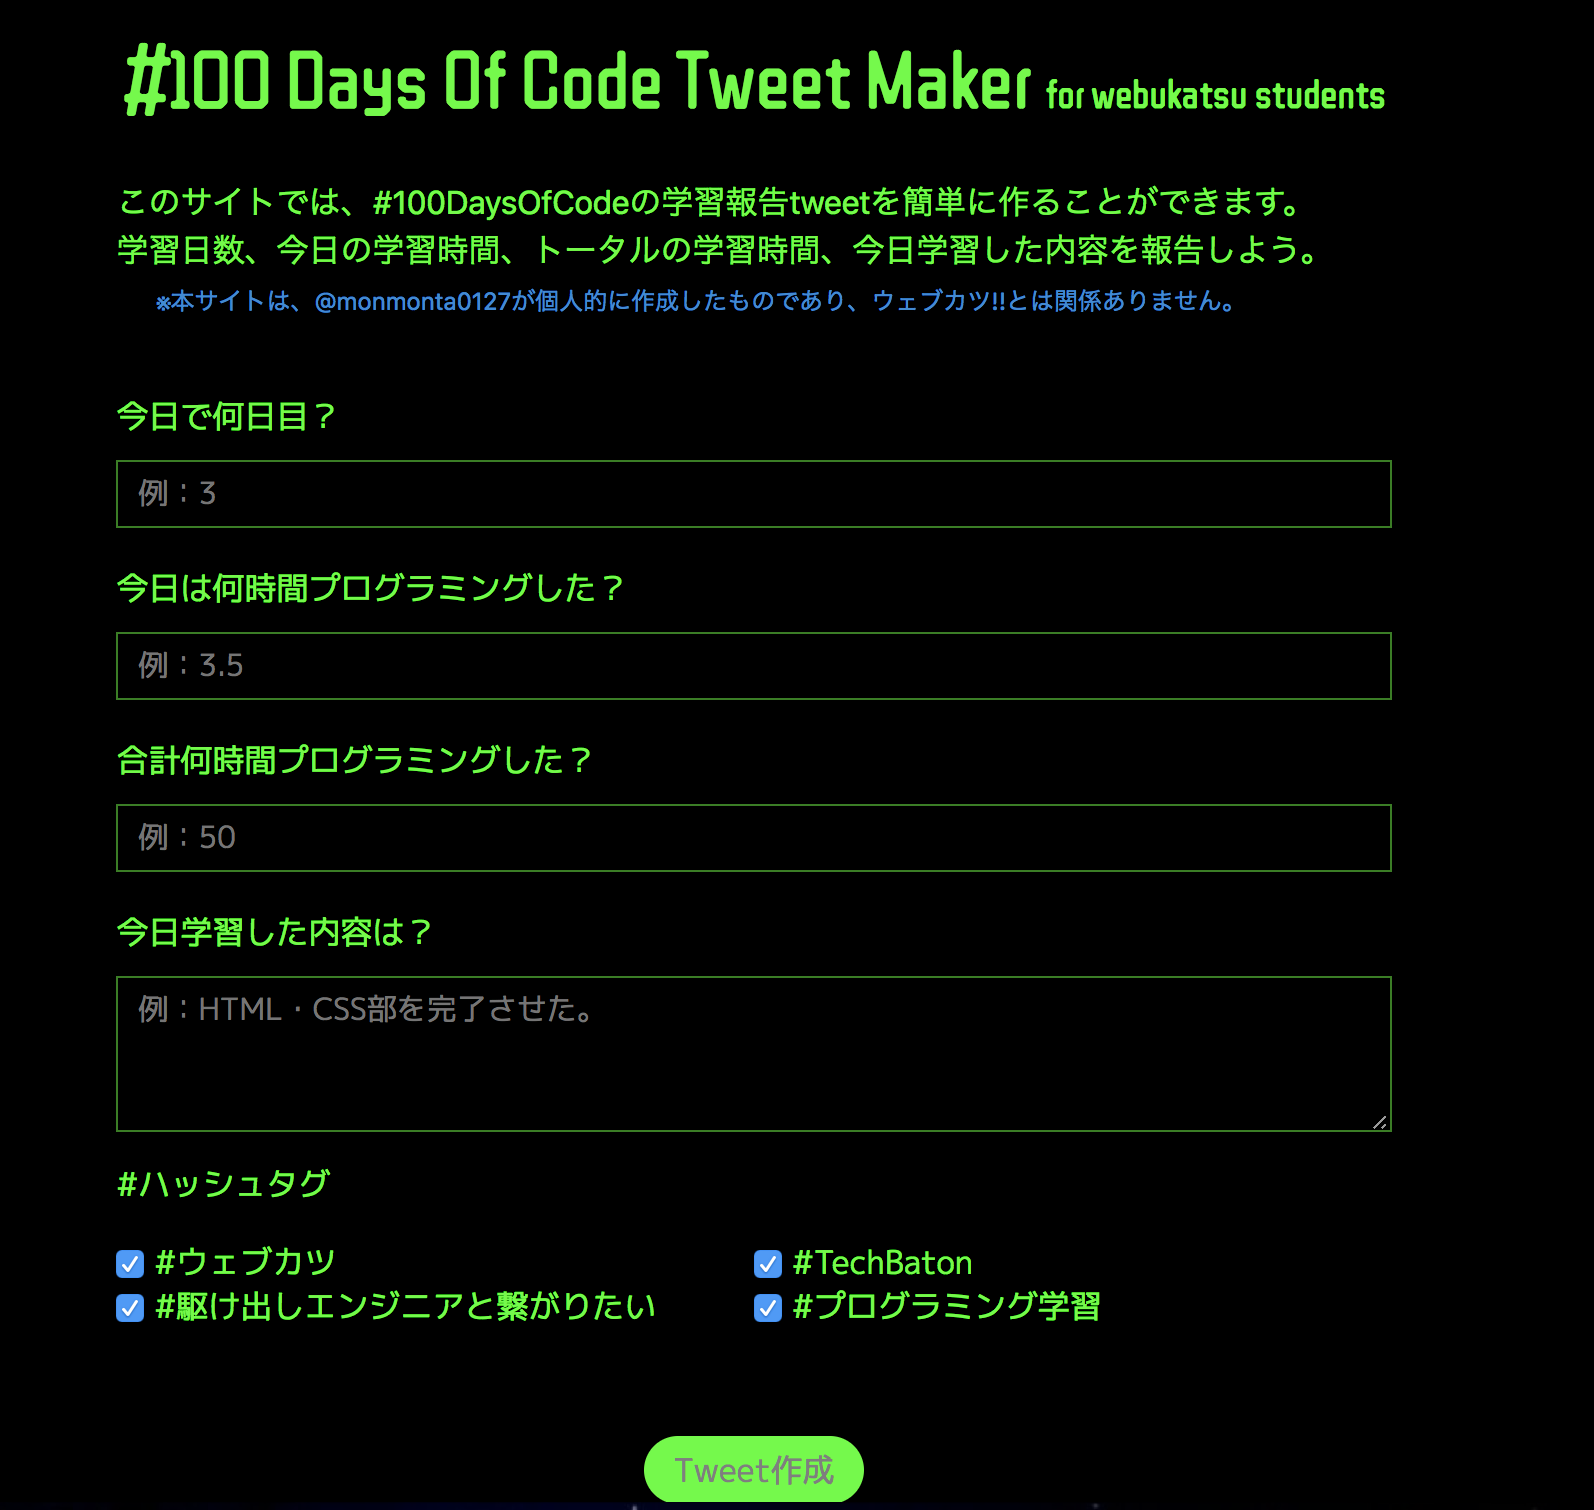 #100 Days Of Code Tweet Maker for webukatsu students
このサイトでは、#100DaysOfCodeの学習報告tweetを簡単に作ることができます。
学習日数、今日の学習時間、トータルの学習時間、今日学習した内容を報告しよう。
※本サイトは、@monmonta0127が個人的に作成したものであり、ウェブカツ!!とは関係ありません。
今日で何日目？
例：3
今日は何時間プログラミングした？
例：3.5
合計何時間プログラミングした？
例：50
今日学習した内容は？
例：HTML・CSS部を完了させた。
#ハッシュタグ
#ウェブカツ #TechBaton
#駆け出しエンジニアと繋がりたい #プログラミング学習
Tweet作成